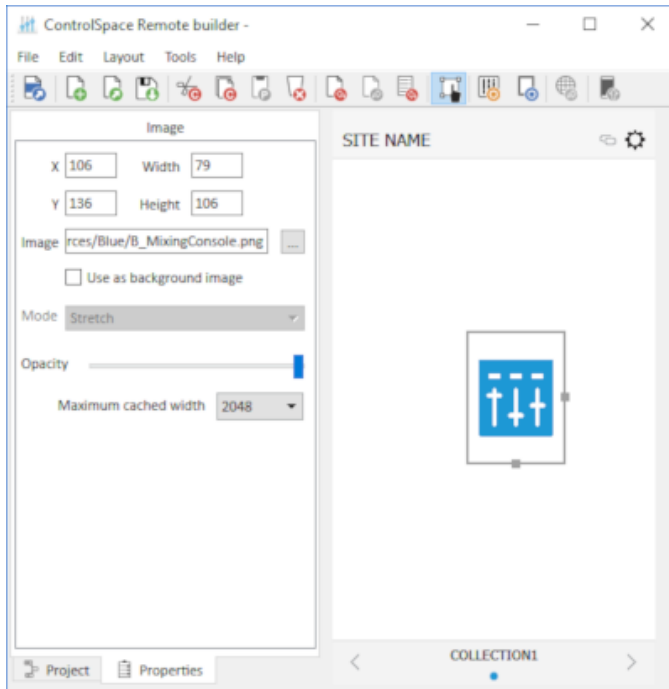 ControlSpace Remote builder -
File Edit Layout Tools Help
Image
X 106 Width 79
Y 136 Height 106
Image rces/Blue/B_MixingConsole.png ...
Use as background image
Mode Stretch
Opacity
Maximum cached width 2048
Project Properties
SITE NAME
< COLLECTION1 >